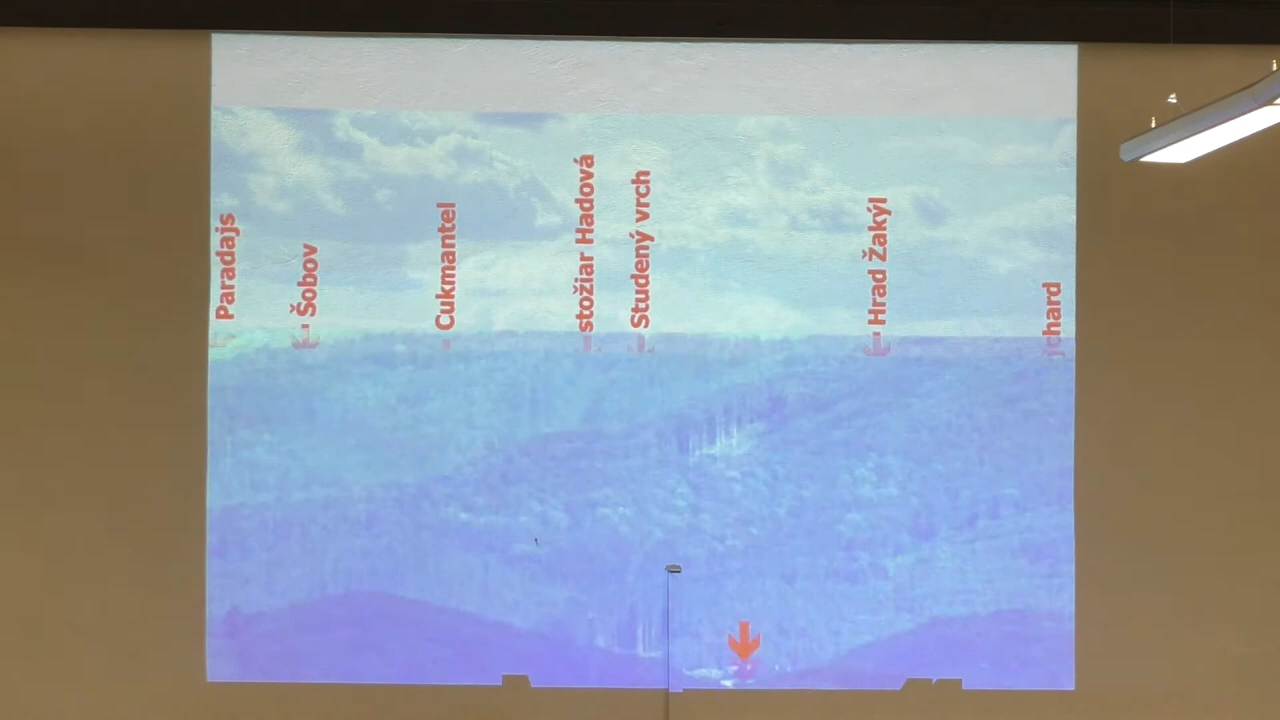 Paradajs
Šobov
Cukmantel
stožiar Hadová
Studený vrch
Hrad Žakýl